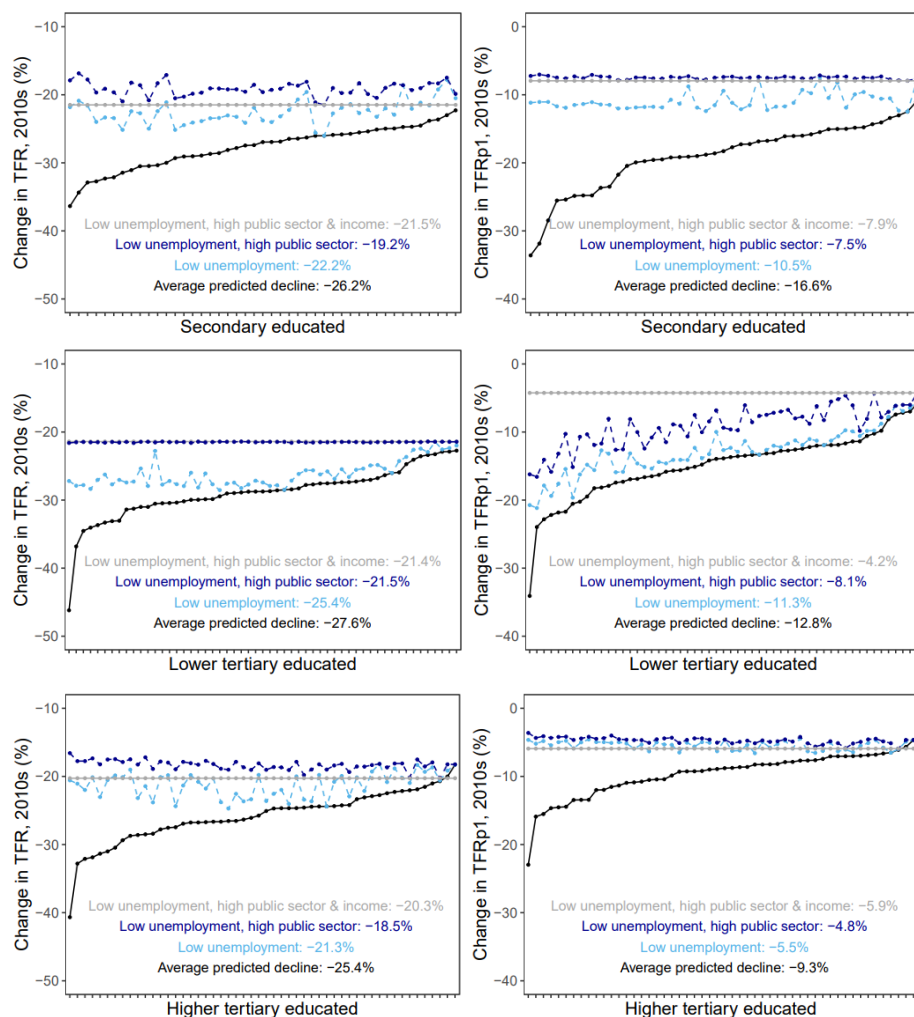 Change in TFR, 2010s (%)
−10
−20
−30
−40
−50
Low unemployment, high public sector & income: −21.5%
Low unemployment, high public sector: −19.2%
Low unemployment: −22.2%
Average predicted decline: −26.2%
Secondary educated
Change in TFRp1, 2010s (%)
0
−10
−20
−30
−40
Low unemployment, high public sector & income: −7.9%
Low unemployment, high public sector: −7.5%
Low unemployment: −10.5%
Average predicted decline: −16.6%
Secondary educated
Change in TFR, 2010s (%)
−10
−20
−30
−40
−50
Low unemployment, high public sector & income: −21.4%
Low unemployment, high public sector: −21.5%
Low unemployment: −25.4%
Average predicted decline: −27.6%
Lower tertiary educated
Change in TFRp1, 2010s (%)
0
−10
−20
−30
−40
Low unemployment, high public sector & income: −4.2%
Low unemployment, high public sector: −8.1%
Low unemployment: −11.3%
Average predicted decline: −12.8%
Lower tertiary educated
Change in TFR, 2010s (%)
−10
−20
−30
−40
−50
Low unemployment, high public sector & income: −20.3%
Low unemployment, high public sector: −18.5%
Low unemployment: −21.3%
Average predicted decline: −25.4%
Higher tertiary educated
Change in TFRp1, 2010s (%)
0
−10
−20
−30
−40
Low unemployment, high public sector & income: −5.9%
Low unemployment, high public sector: −4.8%
Low unemployment: −5.5%
Average predicted decline: −9.3%
Higher tertiary educated